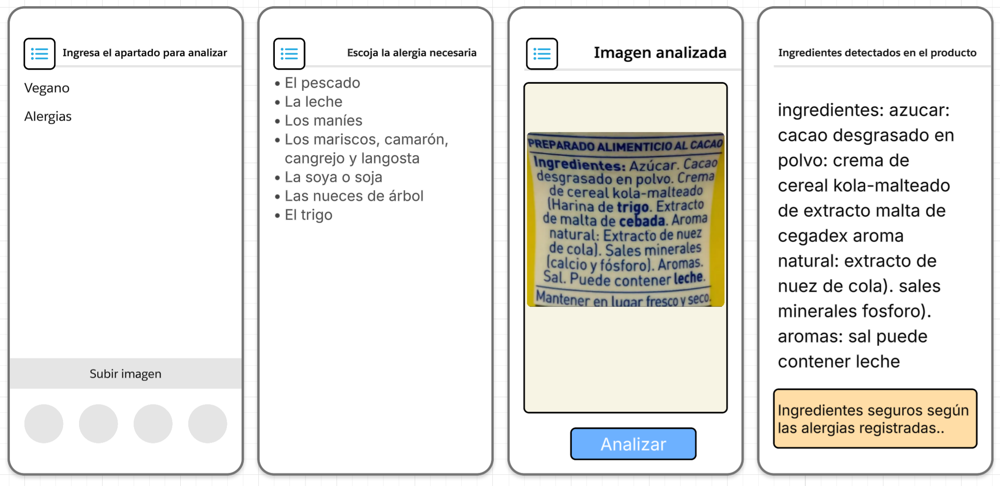 Ingresa el apartado para analizar
Vegano
Alergias
Subir imagen
Escoja la alergia necesaria
• El pescado
• La leche
• Los maníes
• Los mariscos, camarón,
cangrejo y langosta
• La soya o soja
• Las nueces de árbol
• El trigo
Imagen analizada
PREPARADO ALIMENTICIO AL CACAO
Ingredientes: Azúcar. Cacao
desgrasado en polvo. Crema
de cereal kola-malteado
(Harina de trigo. Extracto
de malta de cebada. Aroma
natural: Extracto de nuez
de cola). Sales minerales
(calcio y fósforo). Aromas.
Sal. Puede contener leche.
Mantener en lugar fresco y seco.
Analizar
Ingredientes detectados en el producto
ingredientes: azucar:
cacao desgrasado en
polvo: crema de
cereal kola-malteado
de extracto malta de
cegadex aroma
natural: extracto de
nuez de cola). sales
minerales fosforo).
aromas: sal puede
contener leche
Ingredientes seguros según
las alergias registradas..